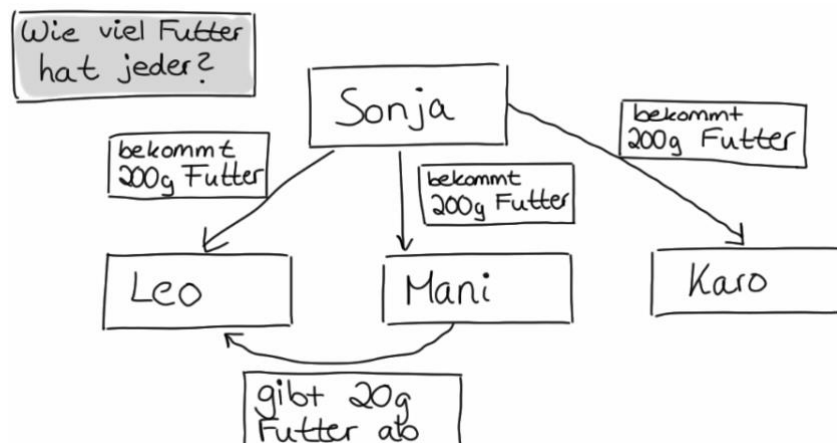 Wie viel Futter
hat jeder?
Sonja
bekommt
200g Futter
bekommt
200g Futter
bekommt
200g Futter
Leo
Mani
Karo
gibt 20g
Futter ab